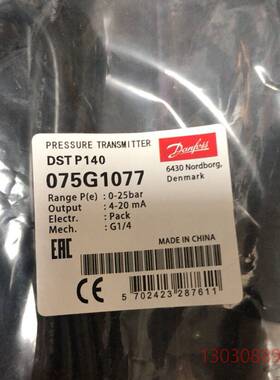 PRESSURE TRANSMITTER
DST P140
075G1077
Range P(e) : 0-25bar
Output : 4-20 mA
Electr. : Pack
Mech. : G1/4
Danfoss
6430 Nordborg,
Denmark
EAC
MADE IN CHINA
CE
5 702423 287611